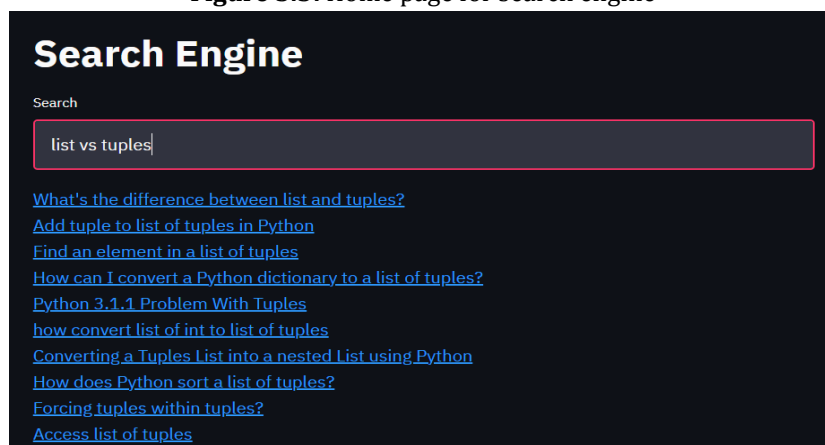 Search Engine
Search
list vs tuples
What's the difference between list and tuples?
Add tuple to list of tuples in Python
Find an element in a list of tuples
How can I convert a Python dictionary to a list of tuples?
Python 3.1.1 Problem With Tuples
how convert list of int to list of tuples
Converting a Tuples List into a nested List using Python
How does Python sort a list of tuples?
Forcing tuples within tuples?
Access list of tuples